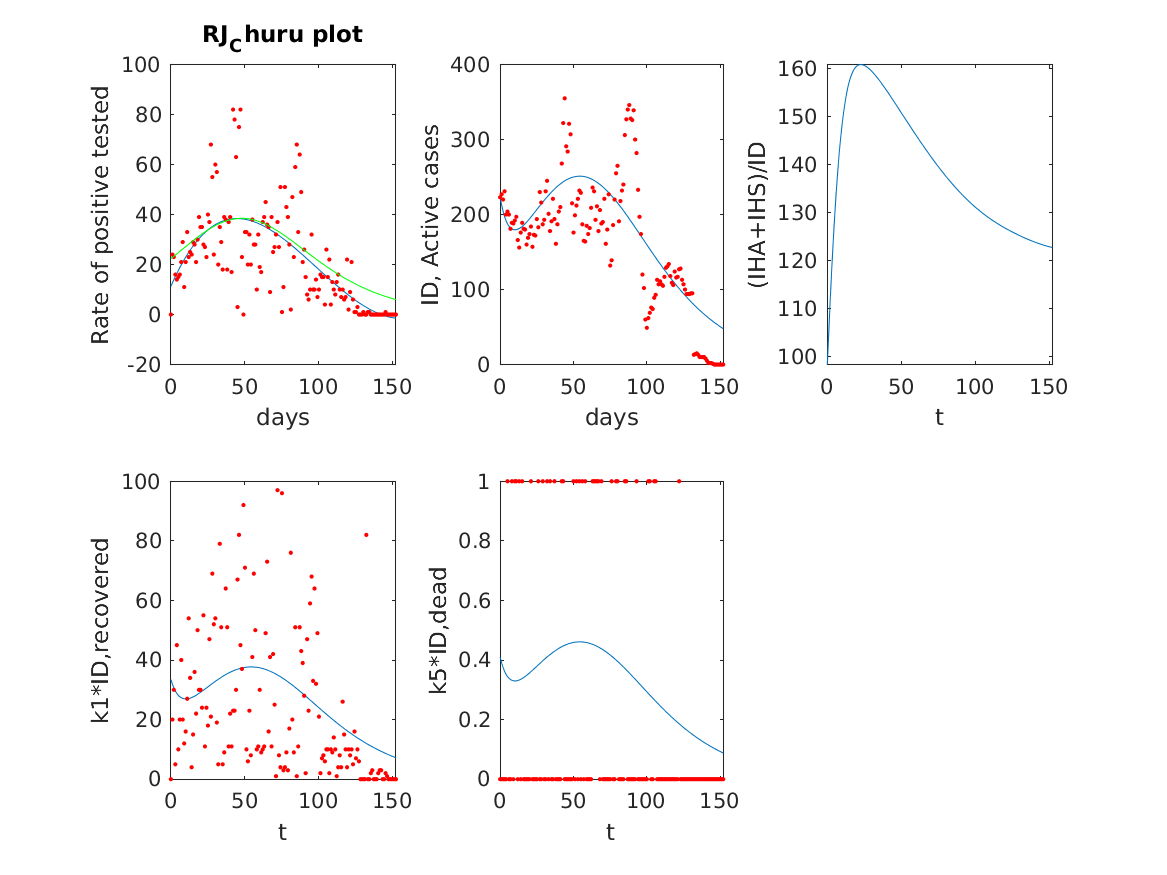 RJChuru plot
Rate of positive tested
100
80
60
40
20
0
-20
0 50 100 150
days
ID, Active cases
400
300
200
100
0
0 50 100 150
days
(IHA+IHS)/ID
160
150
140
130
120
110
100
0 50 100 150
t
k1*ID,recovered
100
80
60
40
20
0
0 50 100 150
t
k5*ID,dead
1
0.8
0.6
0.4
0.2
0
0 50 100 150
t